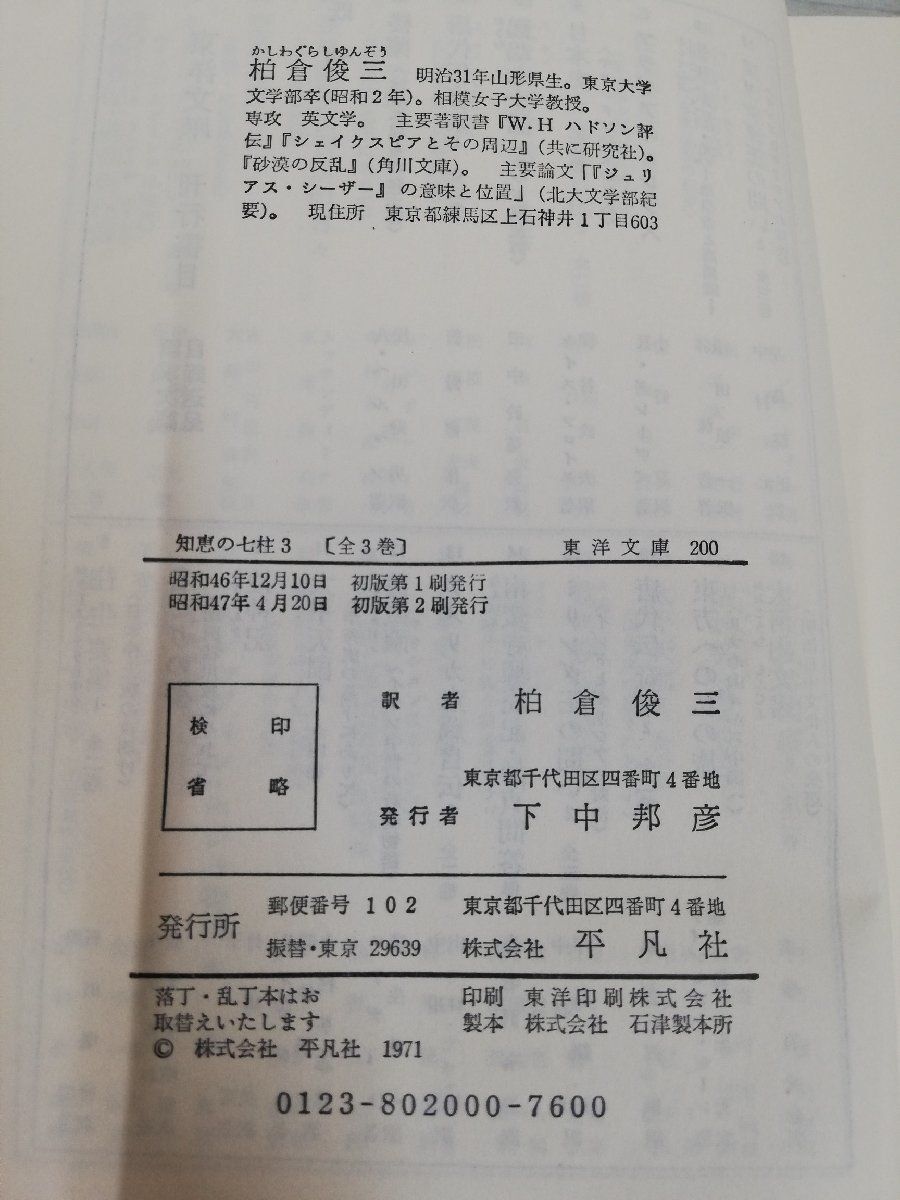 かしわぐらしゆんぞう
柏倉俊三 明治31年山形県生。東京大学
文学部卒(昭和2年)。相模女子大学教授。
専攻 英文学。 主要著訳書『W.H ハドソン評
伝』『シェイクスピアとその周辺』(共に研究社)。
『砂漠の反乱』(角川文庫)。 主要論文「『ジュリ
アス・シーザー』の意味と位置」(北大文学部紀
要)。 現住所 東京都練馬区上石神井1丁目603
知恵の七柱3 〔全3巻〕 東洋文庫 200
昭和46年12月10日 初版第1刷発行
昭和47年4月20日 初版第2刷発行
検印
省略
訳者 柏倉俊三
東京都千代田区四番町4番地
発行者 下中邦彦
発行所
郵便番号 102 東京都千代田区四番町4番地
振替・東京 29639 株式会社 平凡社
落丁・乱丁本はお
取替えいたします
© 株式会社 平凡社 1971
印刷 東洋印刷株式会社
製本 株式会社 石津製本所
0123-802000-7600